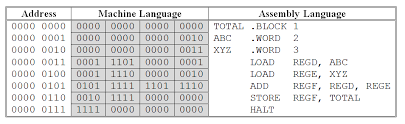 Address Machine Language Assembly Language
0000 0000 0000 0000 0000 0000 TOTAL .BLOCK 1
0000 0001 0000 0000 0000 0010 ABC .WORD 2
0000 0010 0000 0000 0000 0011 XYZ .WORD 3
0000 0011 0001 1101 0000 0001 LOAD REGD, ABC
0000 0100 0001 1110 0000 0010 LOAD REGE, XYZ
0000 0101 0101 1111 1101 1110 ADD REGF, REGD, REGE
0000 0110 0010 1111 0000 0000 STORE REGF, TOTAL
0000 0111 1111 0000 0000 0000 HALT